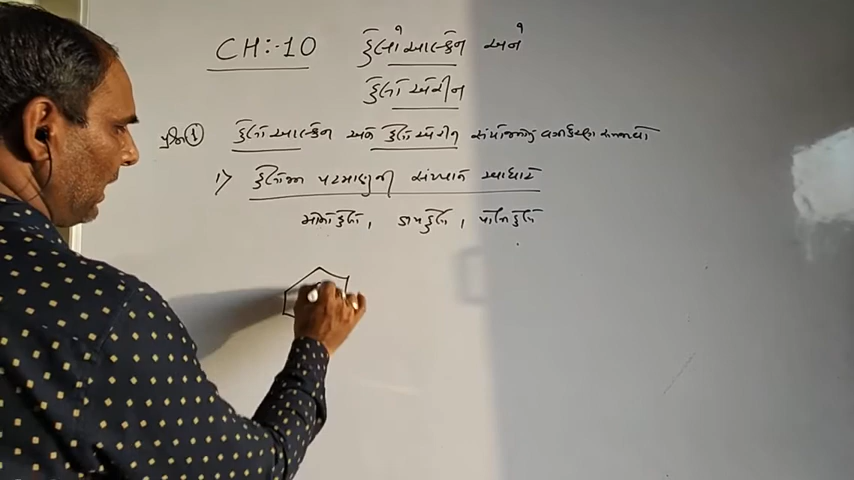 CH:-10 હેલોઆલ્કેન અને
હેલોએરીન
પ્રશ્ન ① હેલોઆલ્કેન અને હેલોએરીન સંયોજનોનું વર્ગીકરણ સમજાવો
1) હેલોજન પરમાણુની સંખ્યાને આધારે
મોનોહેલો, ડાયહેલો, પોલિહેલો